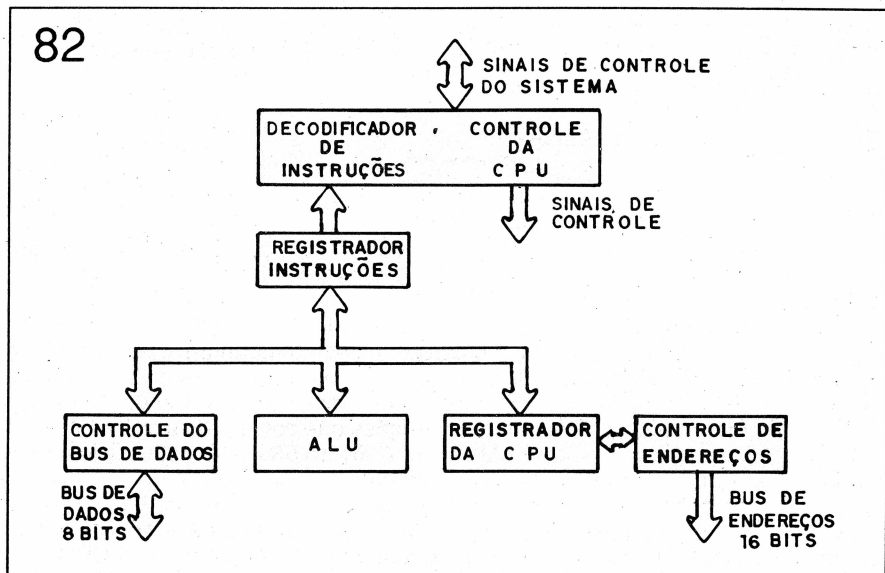 82
SINAIS DE CONTROLE
DO SISTEMA
DECODIFICADOR
DE
INSTRUÇÕES
CONTROLE
DA
CPU
SINAIS DE
CONTROLE
REGISTRADOR
INSTRUÇÕES
CONTROLE DO
BUS DE DADOS
ALU
REGISTRADOR
DA CPU
CONTROLE DE
ENDEREÇOS
BUS DE
DADOS
8 BITS
BUS DE
ENDEREÇOS
16 BITS